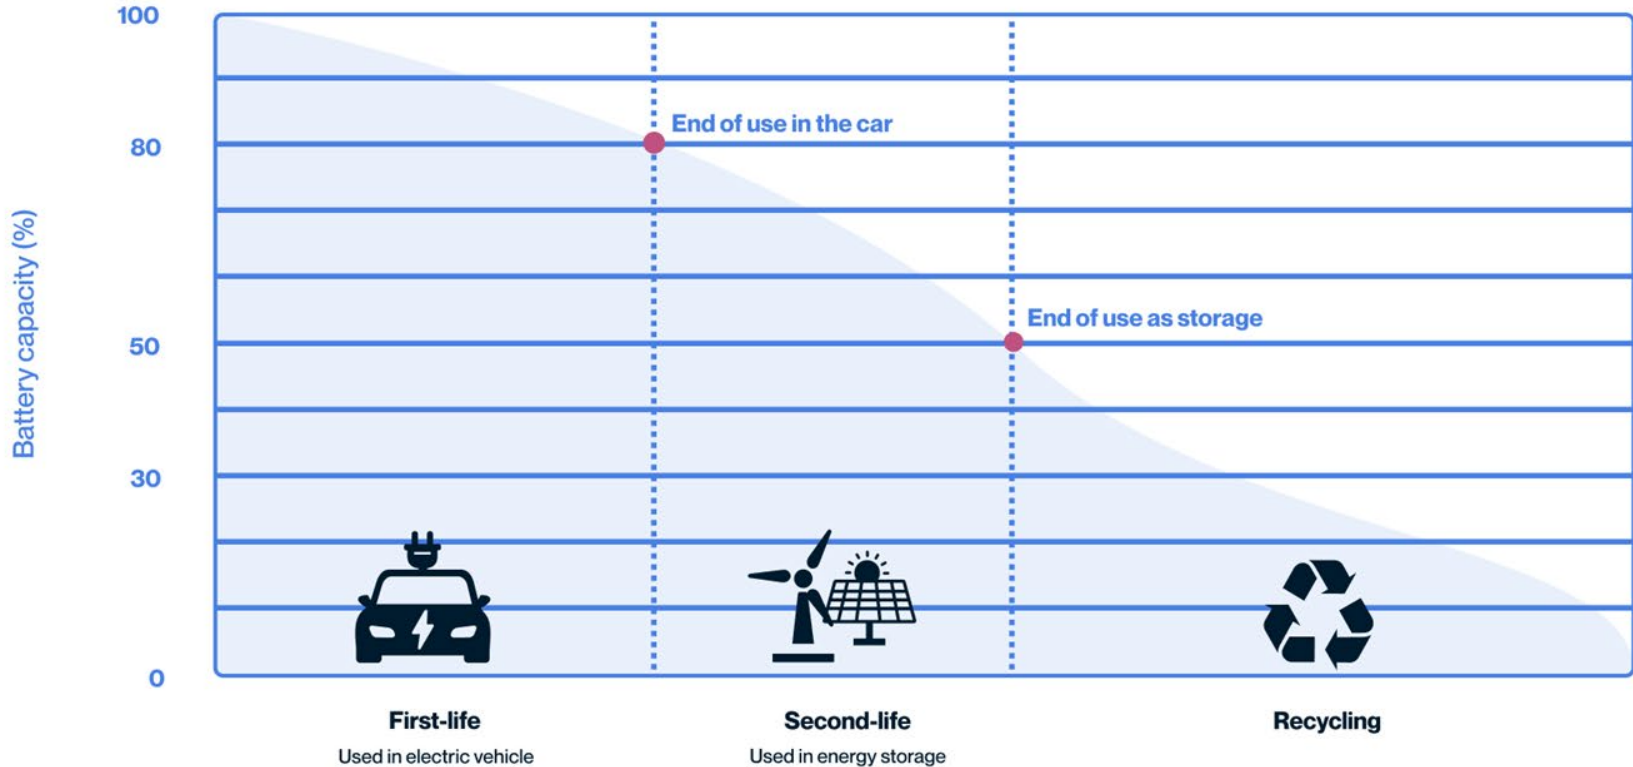 100
End of use in the car
80
Battery capacity (%)
End of use as storage
50
30
0
First-life
Second-life
Recycling
Used in electric vehicle
Used in energy storage